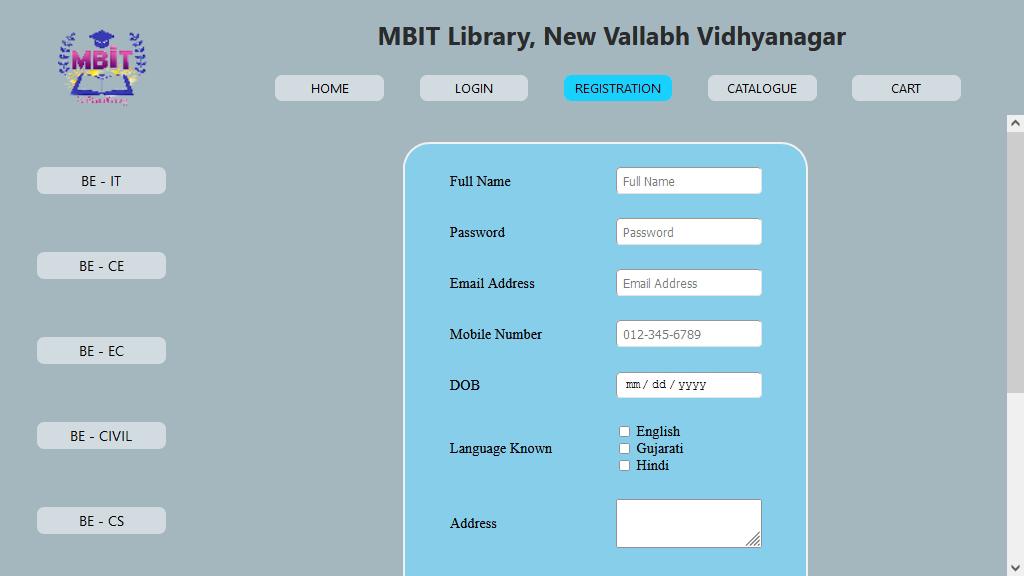 MBIT
MBIT Library, New Vallabh Vidhyanagar
HOME
LOGIN
REGISTRATION
CATALOGUE
CART
BE - IT
BE - CE
BE - EC
BE - CIVIL
BE - CS
Full Name
Full Name
Password
Password
Email Address
Email Address
Mobile Number
012-345-6789
DOB
mm / dd / yyyy
Language Known
English
Gujarati
Hindi
Address